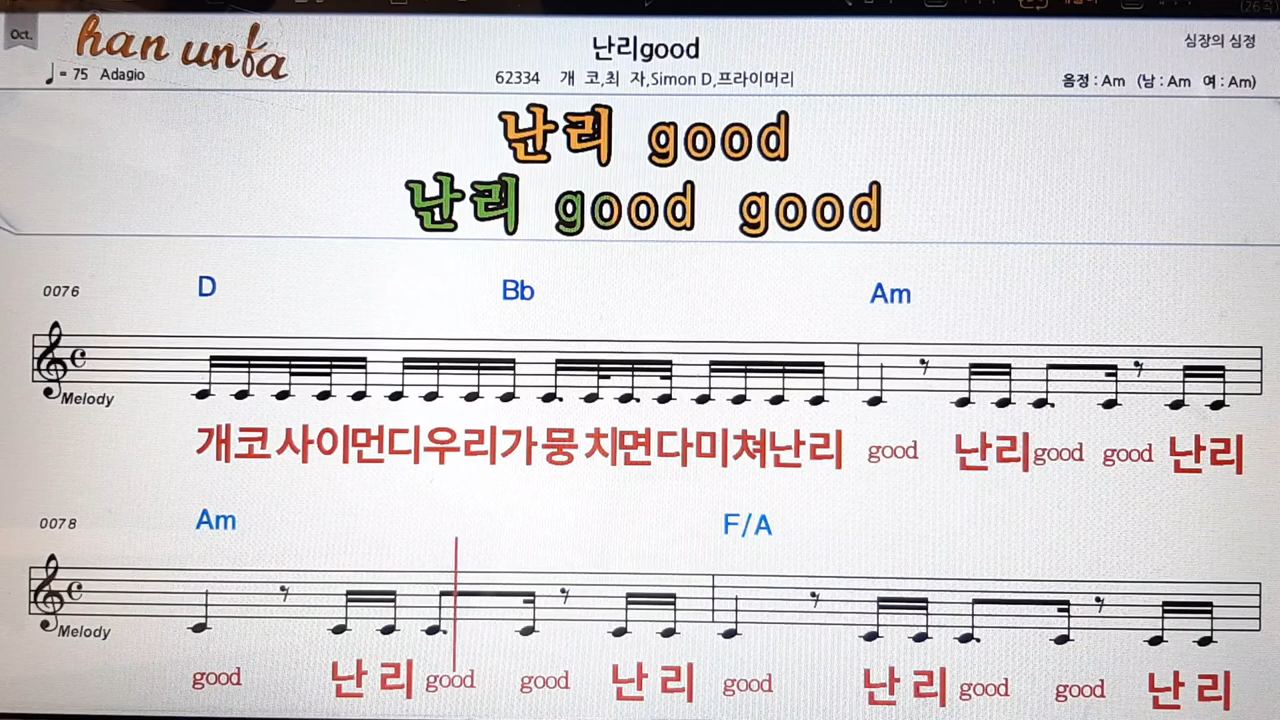 Oct.
han unfa
난리good
심장의 심정
♩= 75 Adagio
62334 개 코,최 자,Simon D,프라이머리
음정 : Am (남 : Am 여 : Am)
난리 good
난리 good good
0076 D Bb Am
Melody
개코사이먼디우리가뭉치면다미쳐난리 good 난리good good 난리
0078 Am F/A
Melody
good 난리 good good 난리 good 난리 good good 난리